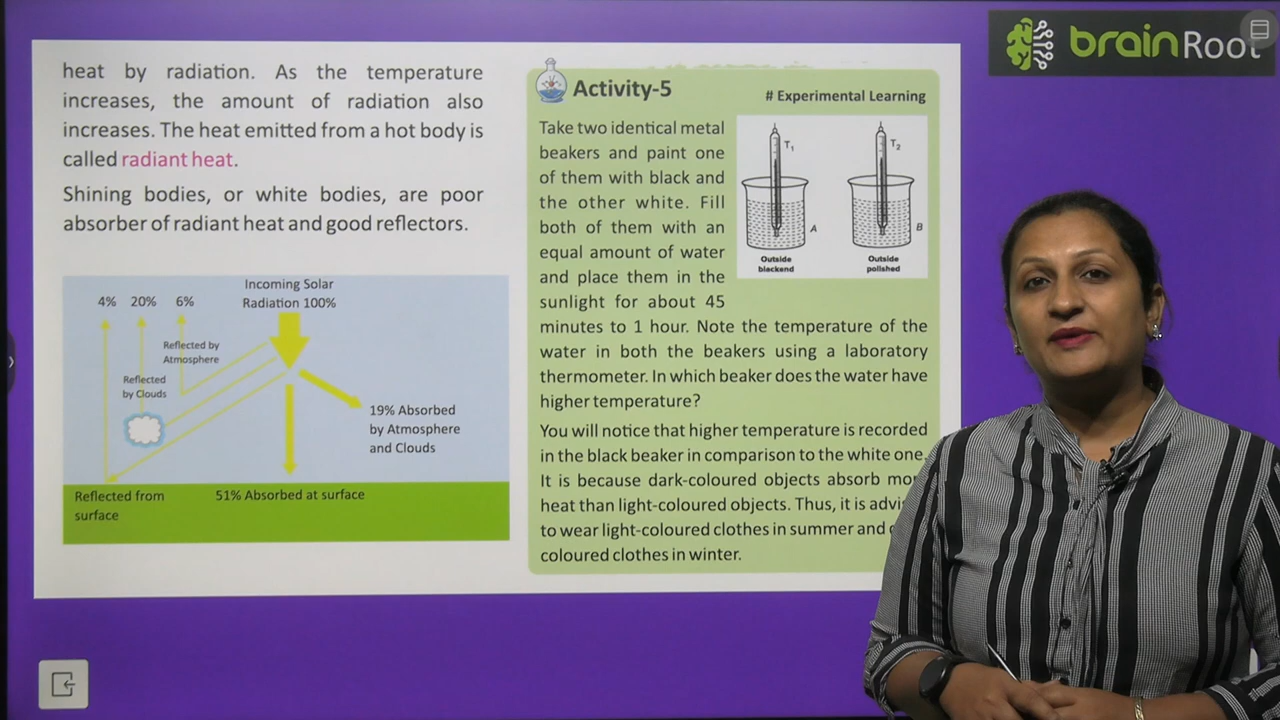 brainRoot
heat by radiation. As the temperature
increases, the amount of radiation also
increases. The heat emitted from a hot body is
called radiant heat.
Shining bodies, or white bodies, are poor
absorber of radiant heat and good reflectors.
Incoming Solar
Radiation 100%
4% 20% 6%
Reflected by
Atmosphere
Reflected
by Clouds
19% Absorbed
by Atmosphere
and Clouds
Reflected from
surface
51% Absorbed at surface
Activity-5
# Experimental Learning
Take two identical metal
beakers and paint one
of them with black and
the other white. Fill
both of them with an
equal amount of water
and place them in the
sunlight for about 45
minutes to 1 hour. Note the temperature of the
water in both the beakers using a laboratory
thermometer. In which beaker does the water have
higher temperature?
T1
T2
A
B
Outside
blackend
Outside
polished
You will notice that higher temperature is recorded
in the black beaker in comparison to the white one.
It is because dark-coloured objects absorb
heat than light-coloured objects. Thus, it is
to wear light-coloured clothes in summer and
coloured clothes in winter.